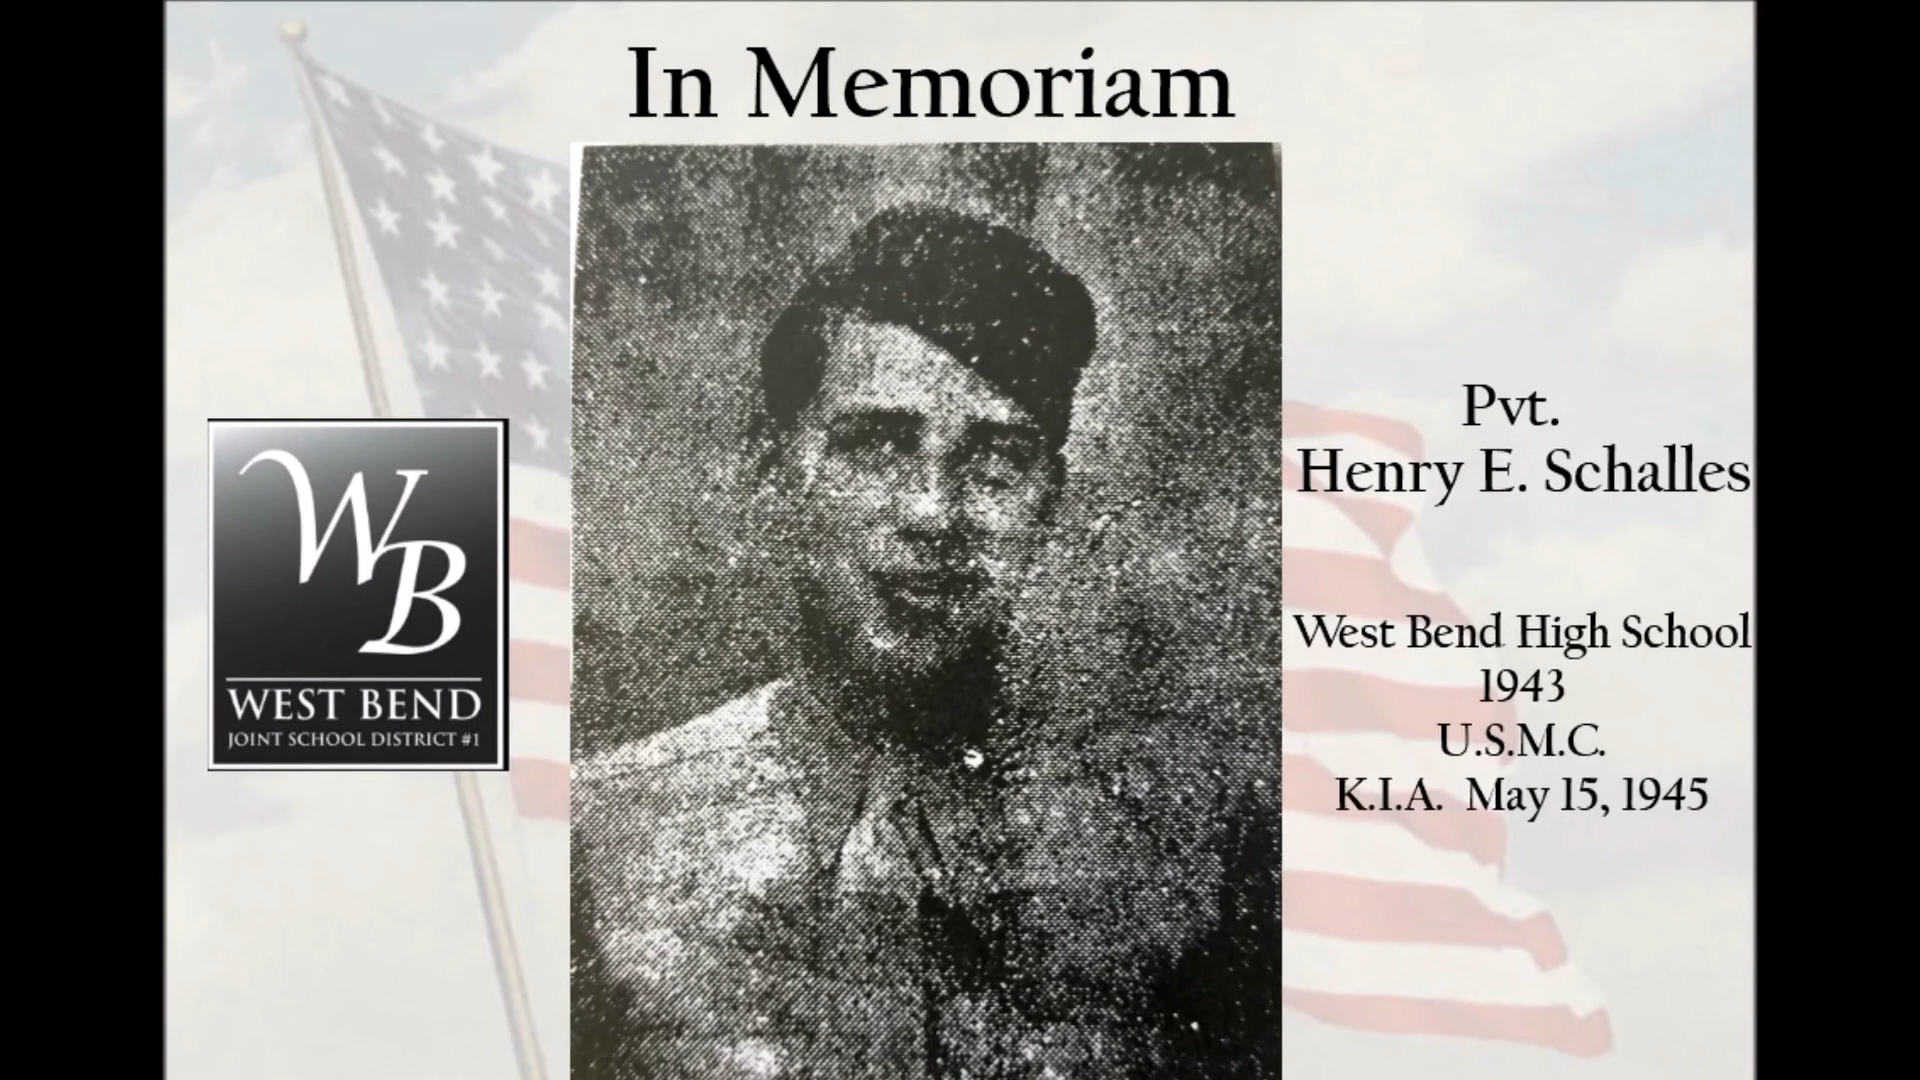 In Memoriam
Pvt.
Henry E. Schalles
West Bend High School
1943
U.S.M.C.
K.I.A. May 15, 1945
WB
WEST BEND
JOINT SCHOOL DISTRICT #1